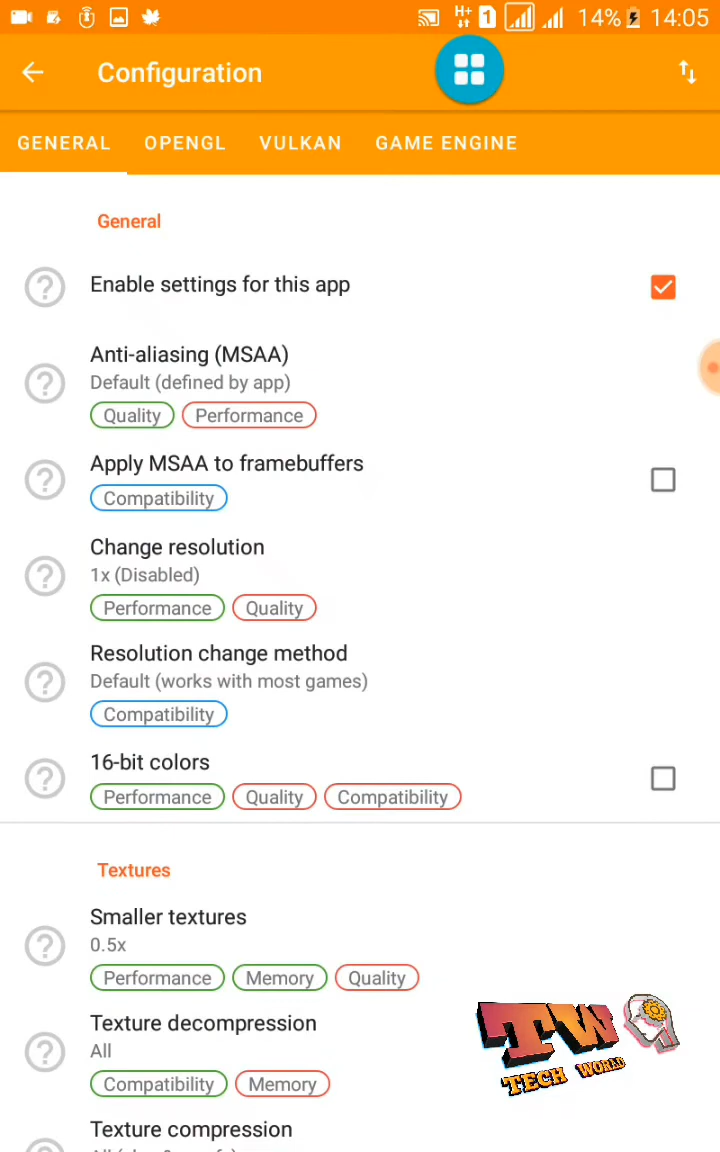 H+ 1 14% 14:05
Configuration
GENERAL OPENGL VULKAN GAME ENGINE
General
Enable settings for this app
Anti-aliasing (MSAA)
Default (defined by app)
Quality Performance
Apply MSAA to framebuffers
Compatibility
Change resolution
1x (Disabled)
Performance Quality
Resolution change method
Default (works with most games)
Compatibility
16-bit colors
Performance Quality Compatibility
Textures
Smaller textures
0.5x
Performance Memory Quality
Texture decompression
All
Compatibility Memory
TW
TECH WORLD
Texture compression